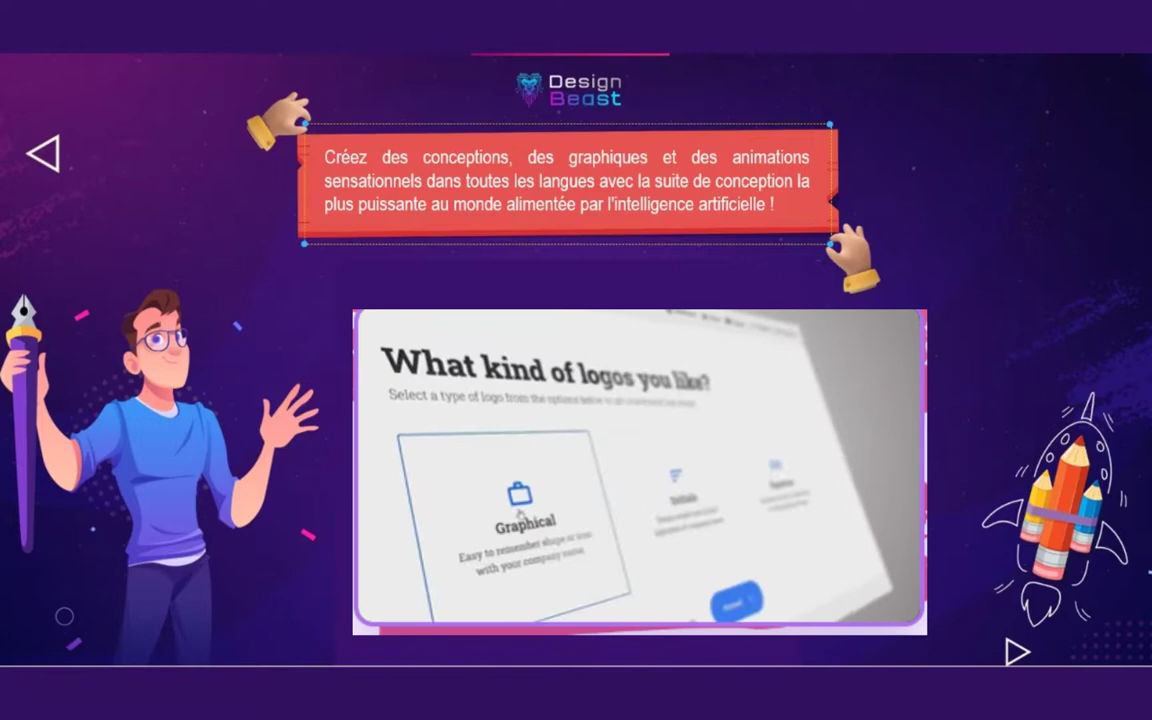 Design
Beast
Créez des conceptions, des graphiques et des animations
sensationnels dans toutes les langues avec la suite de conception la
plus puissante au monde alimentée par l'intelligence artificielle !
What kind of logos you like?
Select a type of logo from the options below to
Graphical
Initials
Easy to remember shape or icon
with your company name